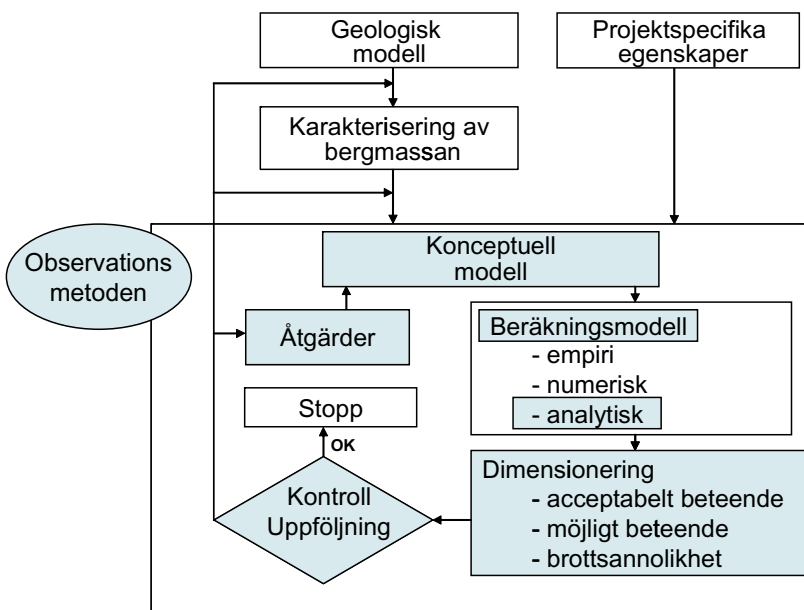 Geologisk
modell
Projektspecifika
egenskaper
Karakterisering av
bergmassan
Observations
metoden
Konceptuell
modell
Åtgärder
Beräkningsmodell
- empiri
- numerisk
- analytisk
Stopp
OK
Kontroll
Uppföljning
Dimensionering
- acceptabelt beteende
- möjligt beteende
- brottsannolikhet